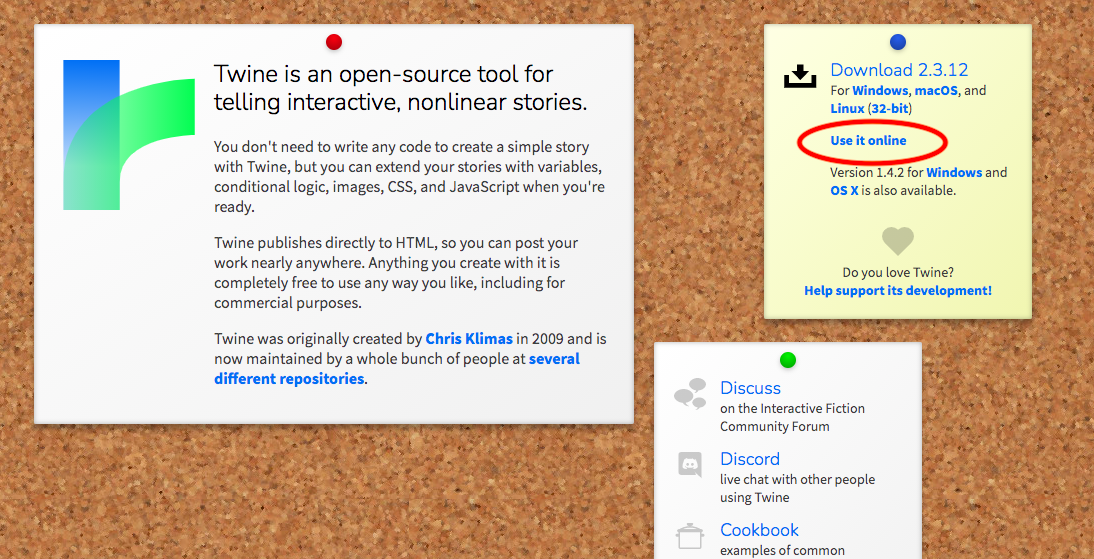 Twine is an open-source tool for
telling interactive, nonlinear stories.
You don't need to write any code to create a simple story
with Twine, but you can extend your stories with variables,
conditional logic, images, CSS, and JavaScript when you're
ready.
Twine publishes directly to HTML, so you can post your
work nearly anywhere. Anything you create with it is
completely free to use any way you like, including for
commercial purposes.
Twine was originally created by Chris Klimas in 2009 and is
now maintained by a whole bunch of people at several
different repositories.
Download 2.3.12
For Windows, macOS, and
Linux (32-bit)
Use it online
Version 1.4.2 for Windows and
OS X is also available.
Do you love Twine?
Help support its development!
Discuss
on the Interactive Fiction
Community Forum
Discord
live chat with other people
using Twine
Cookbook
examples of common